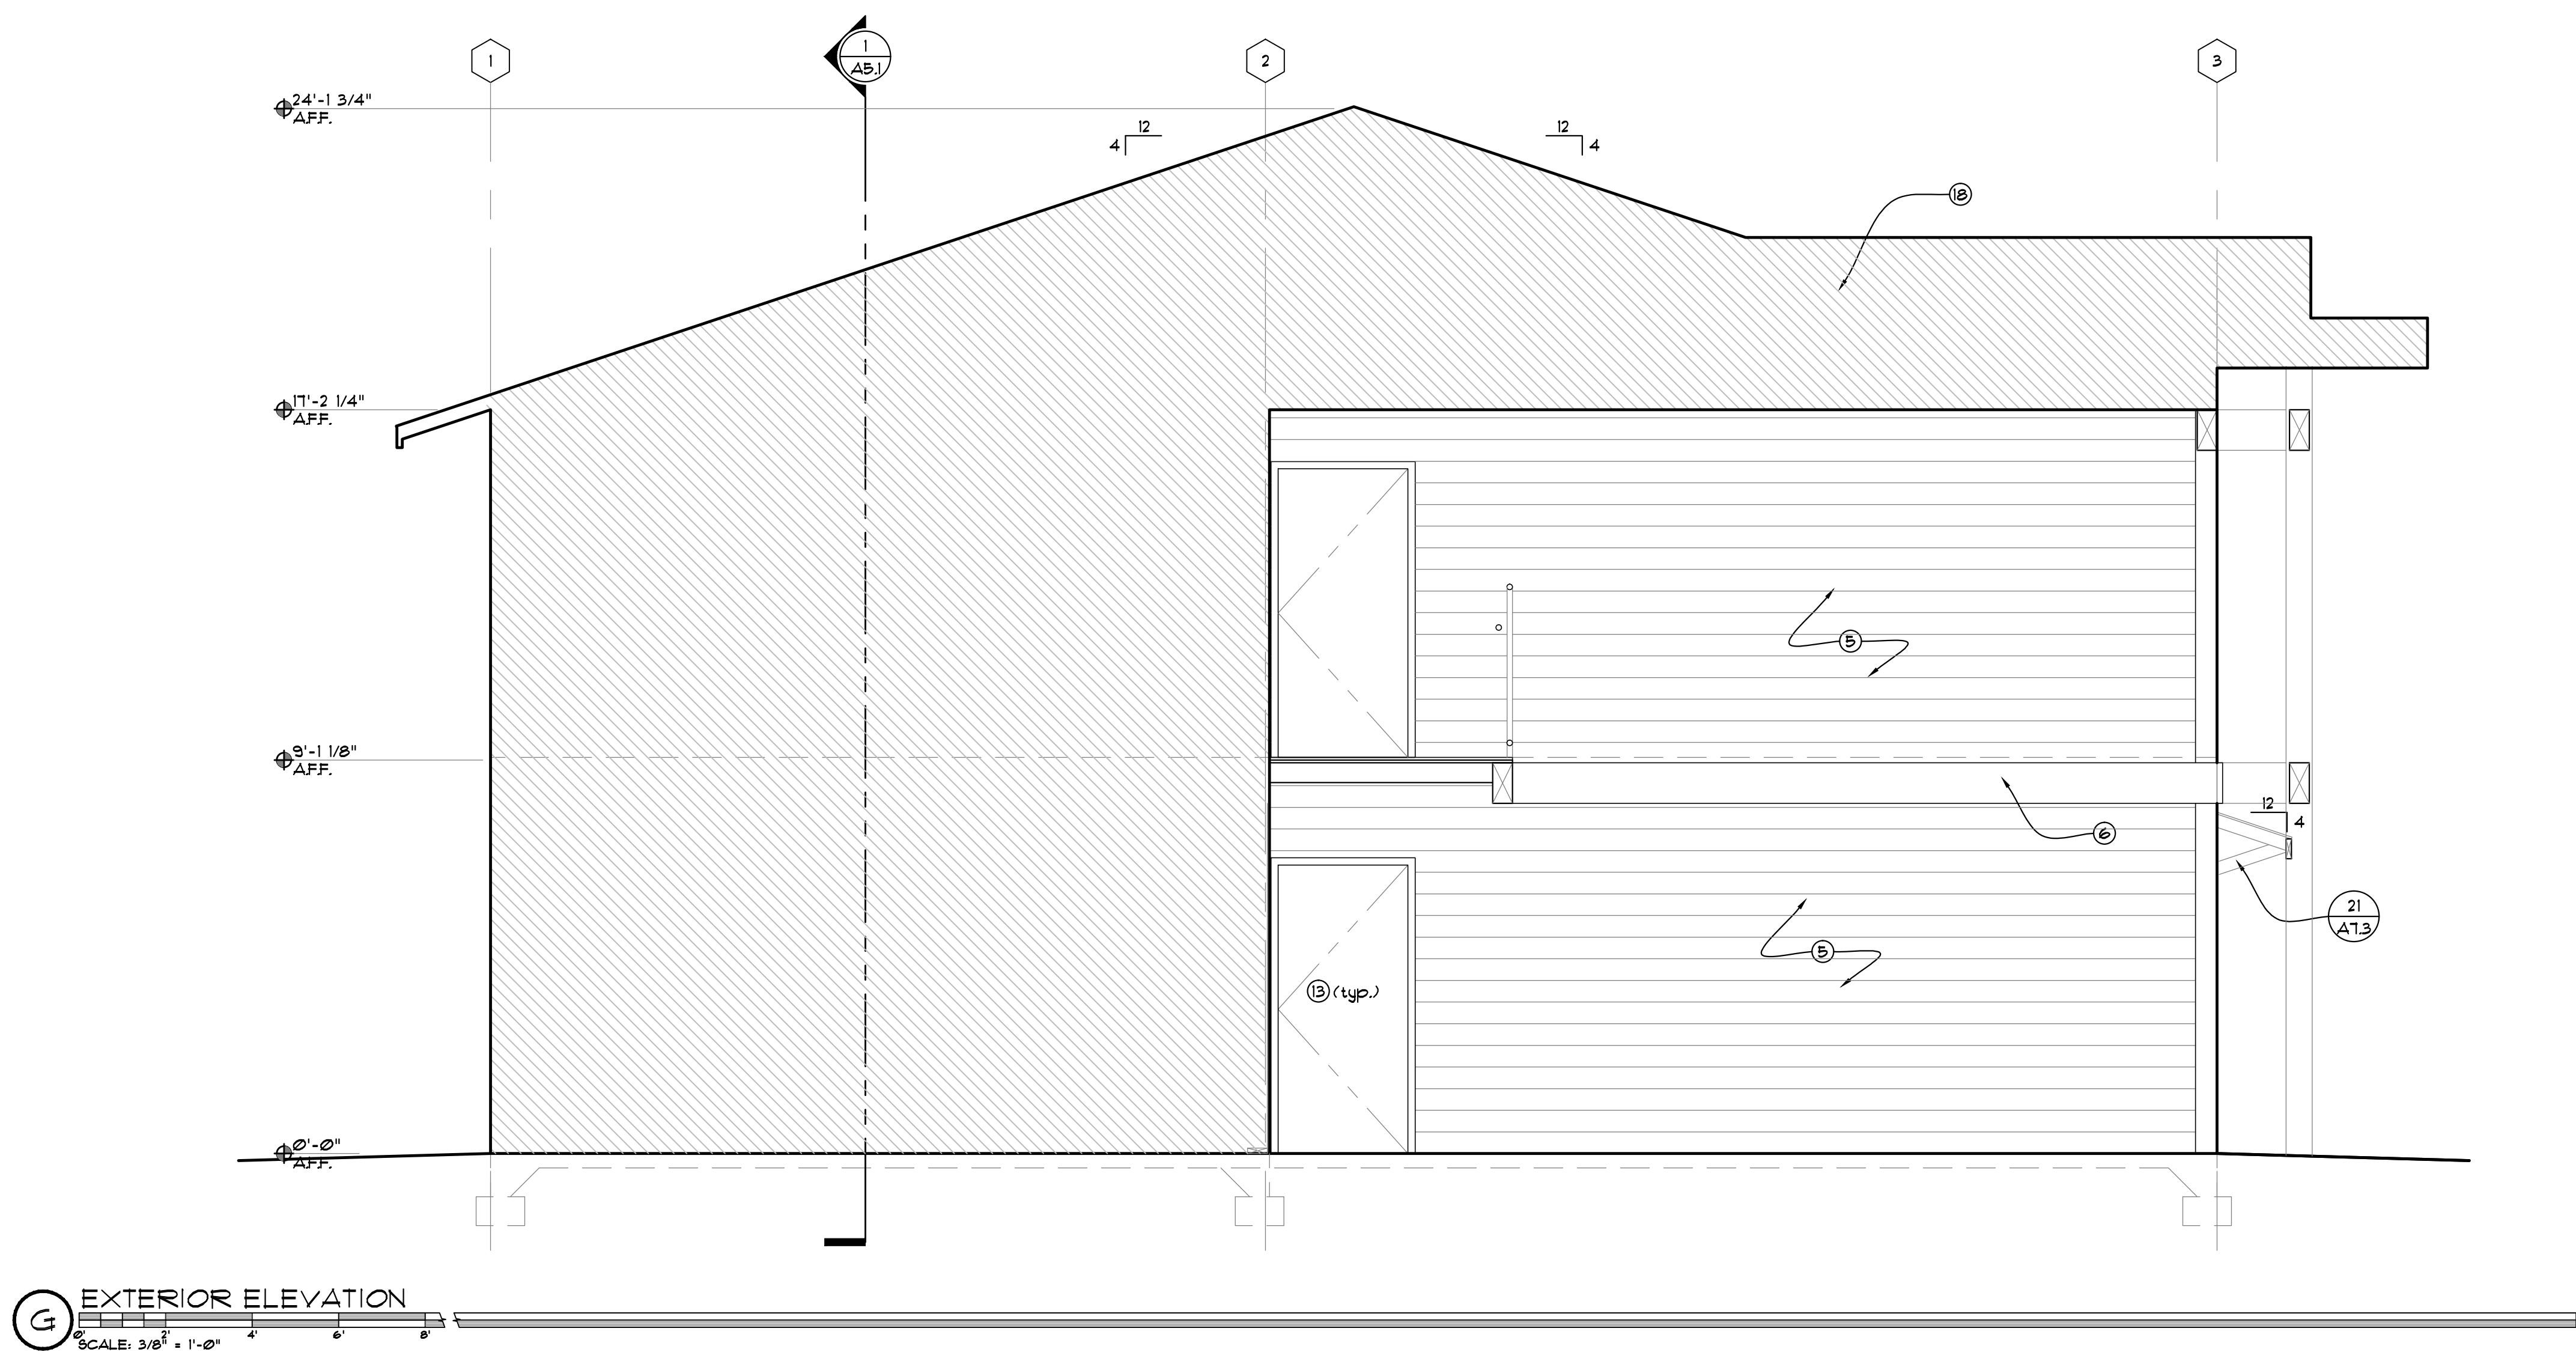 1
1
A5.1
2
3
24'-1 3/4"
A.F.F.
12
4
12
4
18
17'-2 1/4"
A.F.F.
5
9'-1 1/8"
A.F.F.
6
12
4
21
A7.3
5
13 (typ.)
0'-0"
A.F.F.
G
EXTERIOR ELEVATION
0' 2' 4' 6' 8'
SCALE: 3/8" = 1'-0"